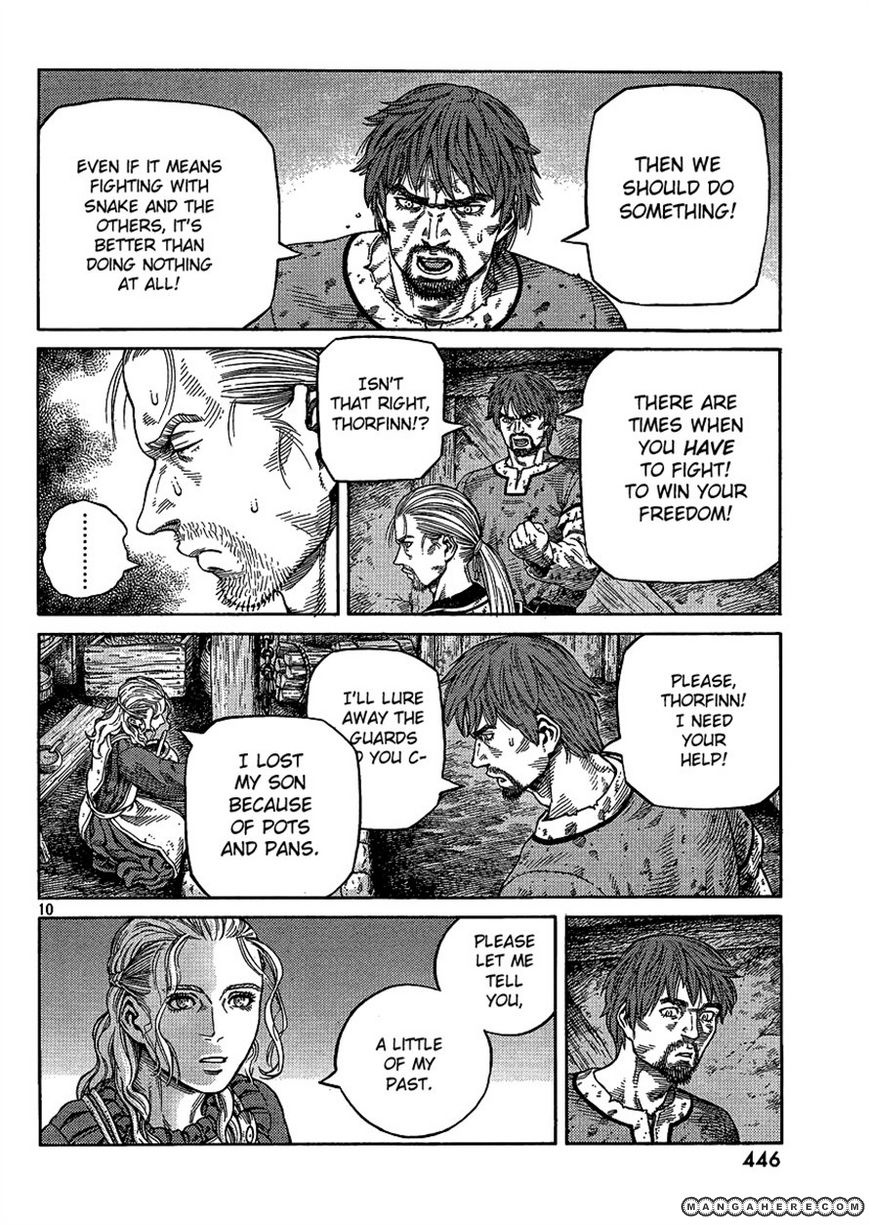 THEN WE
SHOULD DO
SOMETHING!
EVEN IF IT MEANS
FIGHTING WITH
SNAKE AND THE
OTHERS, IT'S
BETTER THAN
DOING NOTHING
AT ALL!
THERE ARE
TIMES WHEN
YOU HAVE
TO FIGHT!
TO WIN YOUR
FREEDOM!
ISN'T
THAT RIGHT,
THORFINN!?
........
PLEASE,
THORFINN!
I NEED
YOUR
HELP!
I'LL LURE
AWAY THE
GUARDS
YOU C-
I LOST
MY SON
BECAUSE
OF POTS
AND PANS.
10
PLEASE
LET ME
TELL
YOU,
A LITTLE
OF MY
PAST.
446
MANGAHERE.COM